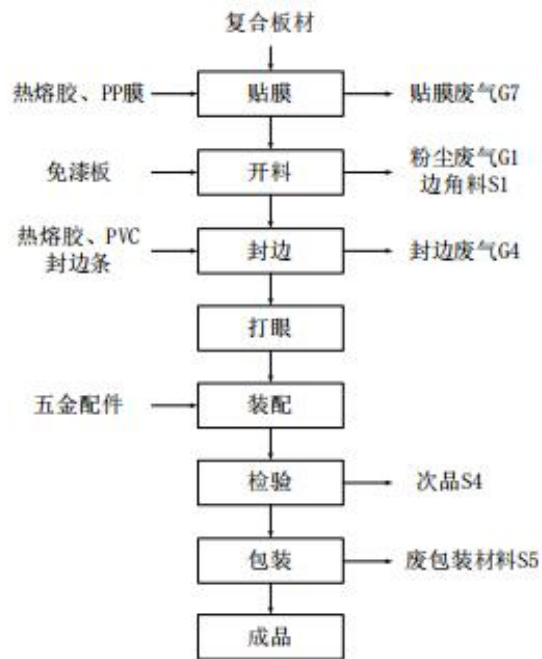 复合板材
热熔胶、PP膜
贴膜
贴膜废气G7
免漆板
开料
粉尘废气G1
边角料S1
热熔胶、PVC
封边条
封边
封边废气G4
打眼
五金配件
装配
检验
次品S4
包装
废包装材料S5
成品